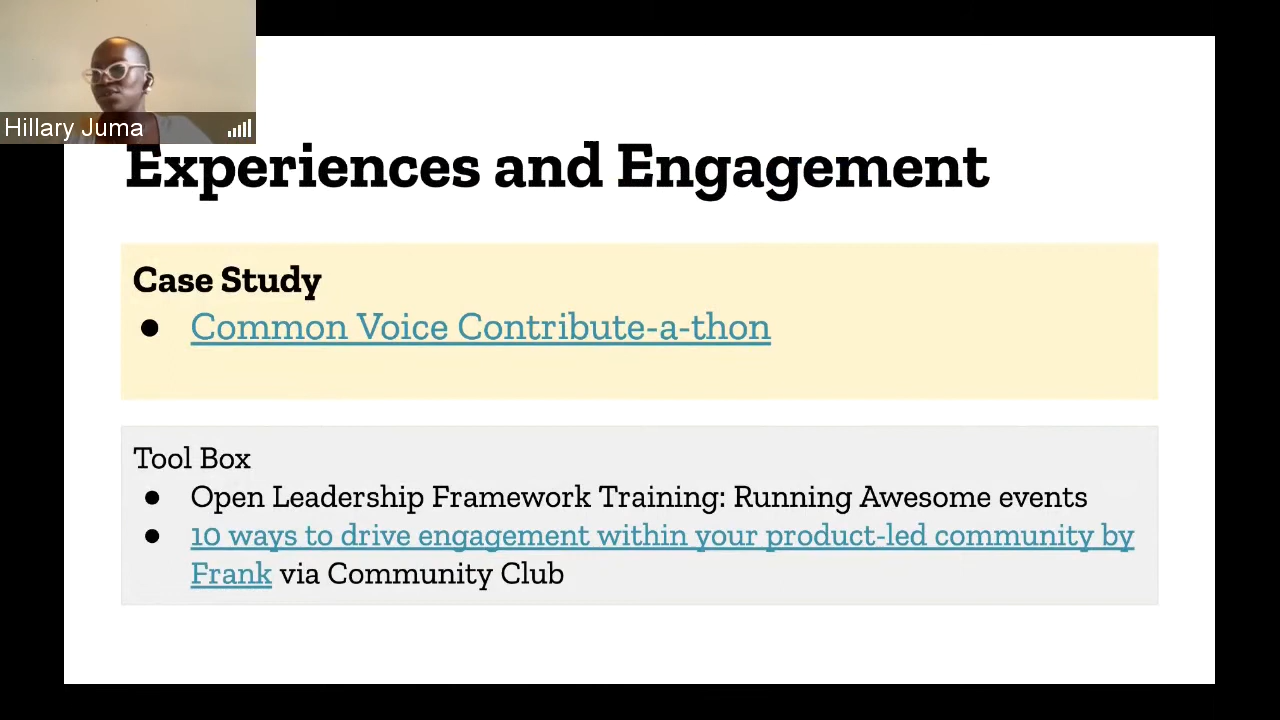 Hillary Juma
Experiences and Engagement
Case Study
● Common Voice Contribute-a-thon
Tool Box
● Open Leadership Framework Training: Running Awesome events
● 10 ways to drive engagement within your product-led community by
Frank via Community Club